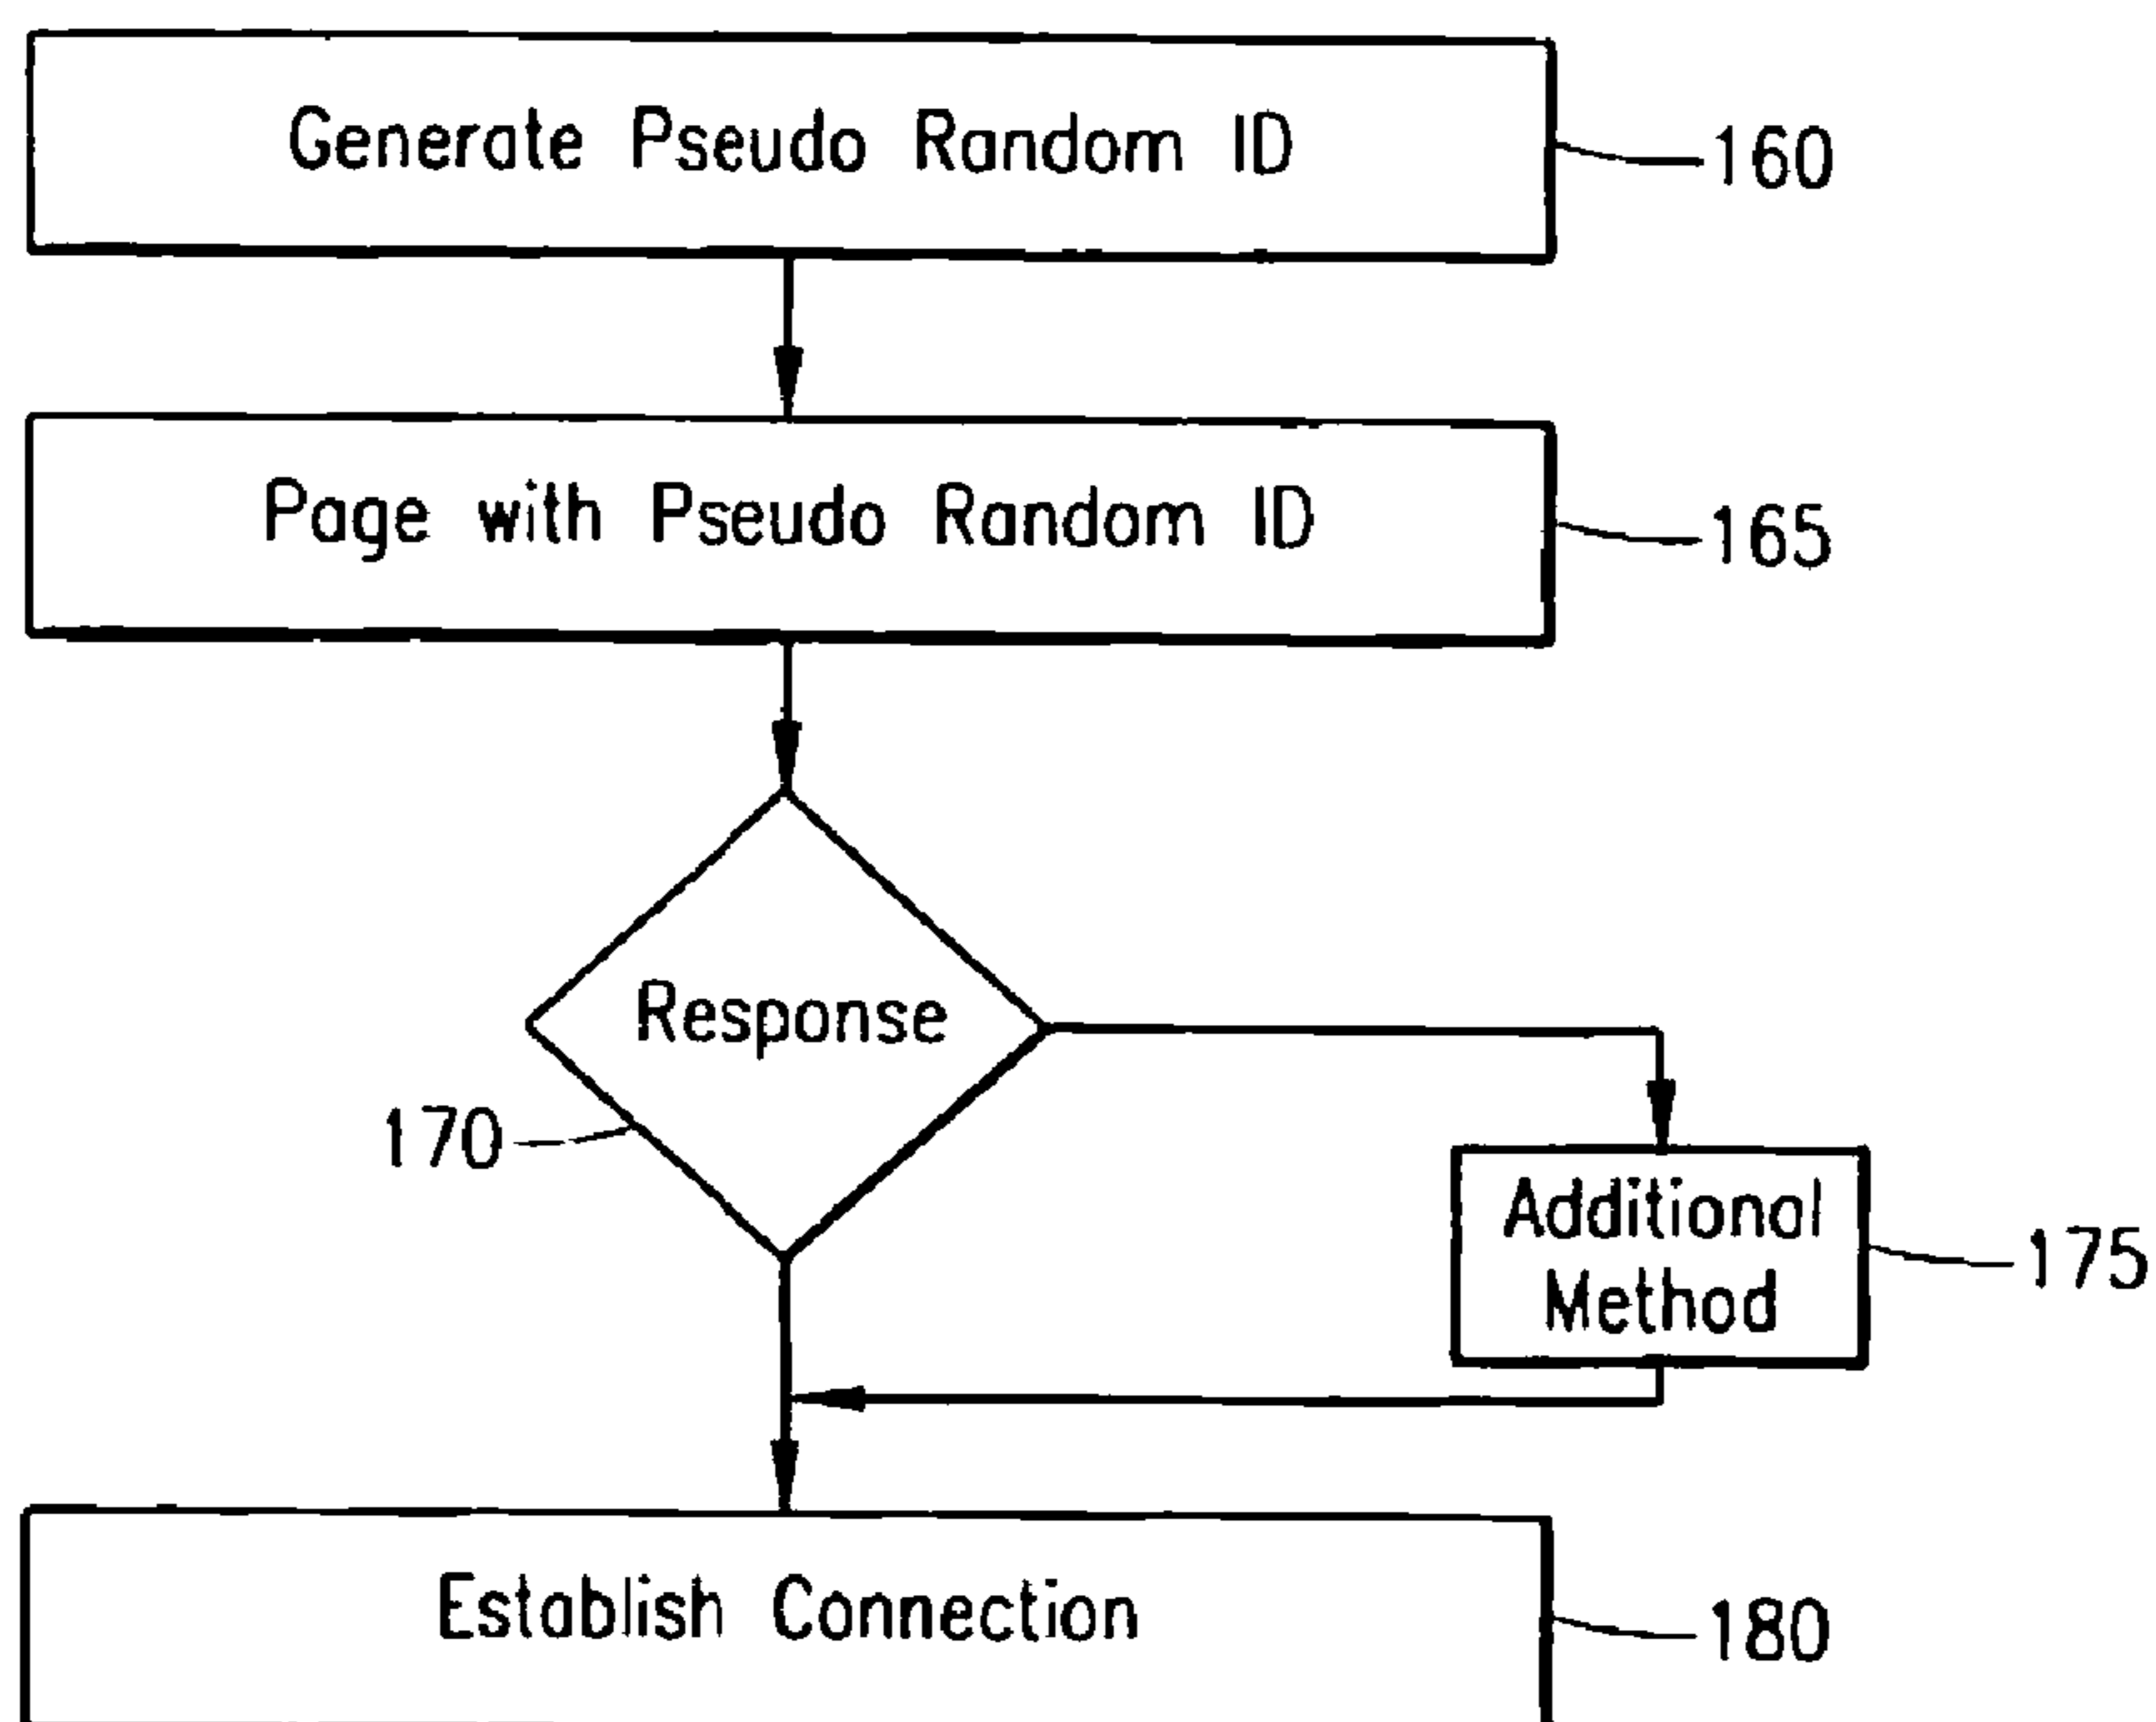 Generate Pseudo Random ID
160
Page with Pseudo Random ID
165
Response
170
Additional
Method
175
Establish Connection
180